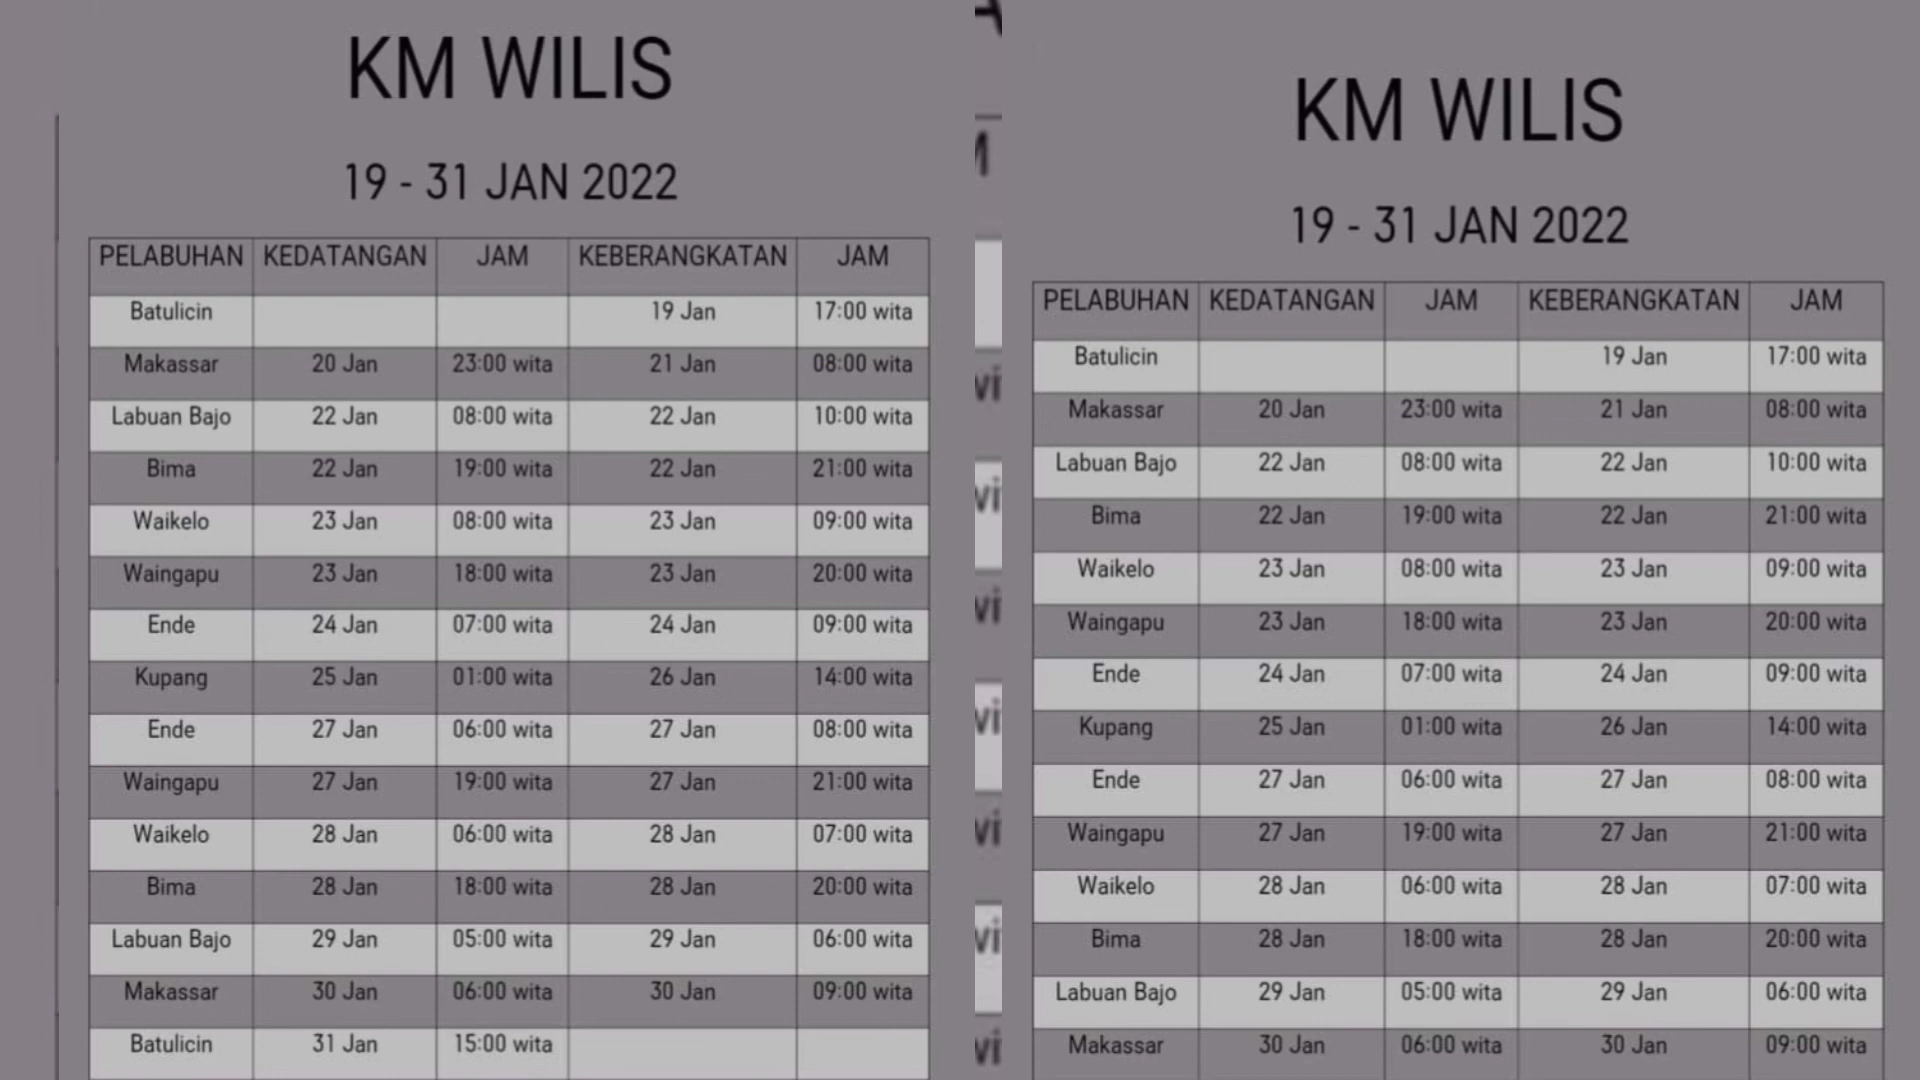 KM WILIS
19 - 31 JAN 2022
PELABUHAN KEDATANGAN JAM KEBERANGKATAN JAM
Batulicin 19 Jan 17:00 wita
Makassar 20 Jan 23:00 wita 21 Jan 08:00 wita
Labuan Bajo 22 Jan 08:00 wita 22 Jan 10:00 wita
Bima 22 Jan 19:00 wita 22 Jan 21:00 wita
Waikelo 23 Jan 08:00 wita 23 Jan 09:00 wita
Waingapu 23 Jan 18:00 wita 23 Jan 20:00 wita
Ende 24 Jan 07:00 wita 24 Jan 09:00 wita
Kupang 25 Jan 01:00 wita 26 Jan 14:00 wita
Ende 27 Jan 06:00 wita 27 Jan 08:00 wita
Waingapu 27 Jan 19:00 wita 27 Jan 21:00 wita
Waikelo 28 Jan 06:00 wita 28 Jan 07:00 wita
Bima 28 Jan 18:00 wita 28 Jan 20:00 wita
Labuan Bajo 29 Jan 05:00 wita 29 Jan 06:00 wita
Makassar 30 Jan 06:00 wita 30 Jan 09:00 wita
Batulicin 31 Jan 15:00 wita
KM WILIS
19 - 31 JAN 2022
PELABUHAN KEDATANGAN JAM KEBERANGKATAN JAM
Batulicin 19 Jan 17:00 wita
Makassar 20 Jan 23:00 wita 21 Jan 08:00 wita
Labuan Bajo 22 Jan 08:00 wita 22 Jan 10:00 wita
Bima 22 Jan 19:00 wita 22 Jan 21:00 wita
Waikelo 23 Jan 08:00 wita 23 Jan 09:00 wita
Waingapu 23 Jan 18:00 wita 23 Jan 20:00 wita
Ende 24 Jan 07:00 wita 24 Jan 09:00 wita
Kupang 25 Jan 01:00 wita 26 Jan 14:00 wita
Ende 27 Jan 06:00 wita 27 Jan 08:00 wita
Waingapu 27 Jan 19:00 wita 27 Jan 21:00 wita
Waikelo 28 Jan 06:00 wita 28 Jan 07:00 wita
Bima 28 Jan 18:00 wita 28 Jan 20:00 wita
Labuan Bajo 29 Jan 05:00 wita 29 Jan 06:00 wita
Makassar 30 Jan 06:00 wita 30 Jan 09:00 wita